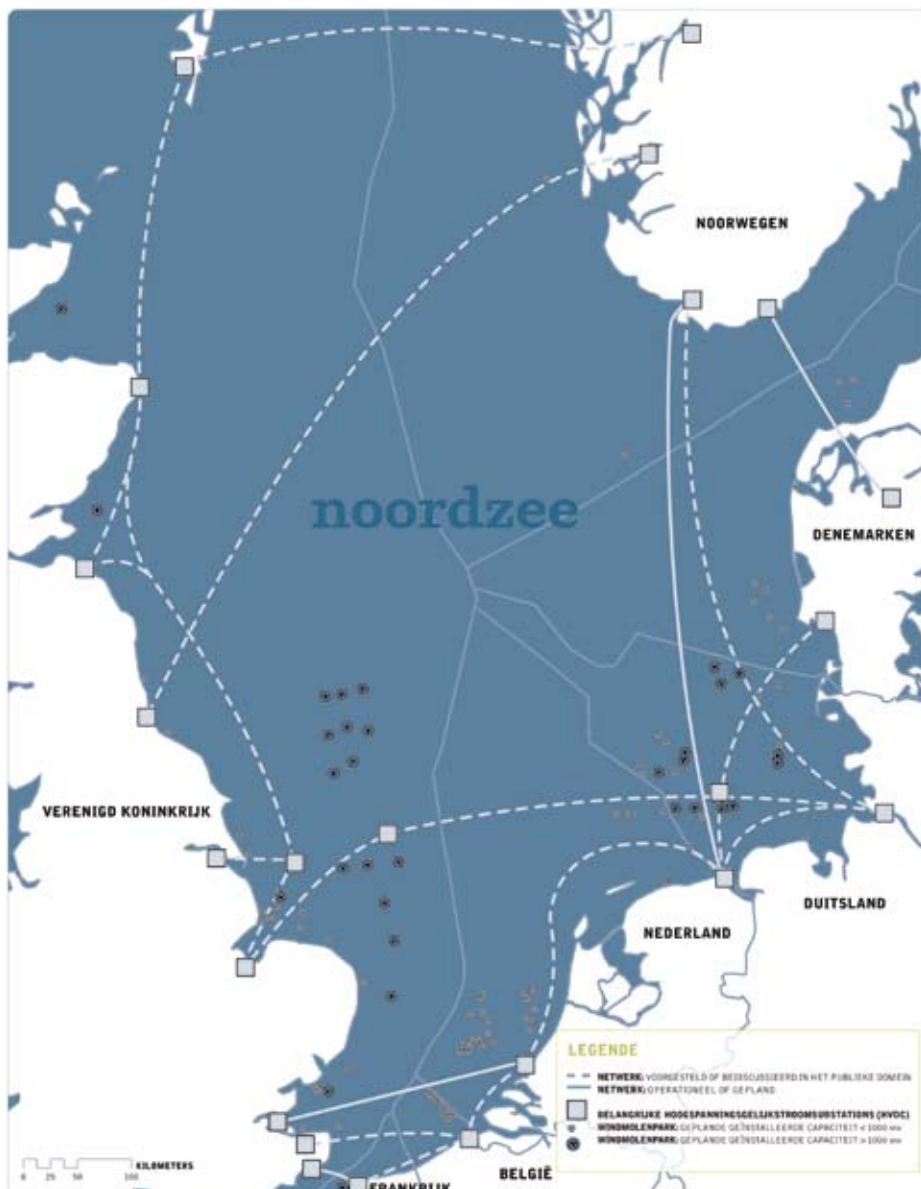 NOORWEGEN
noordzee
DENEMARKEN
VERENIGD KONINKRIJK
DUITSLAND
NEDERLAND
LEGENDE
NETWERK: VOORGESTELD OF BEDISCUSSIEERD IN HET PUBLIEKE DOMEIN
NETWERK: OPERATIONEEL OF GEPLAND
BELANGRIJKE HOOGSPANNINGSGELIJKSTROOMSUBSTATIONS (HVDC)
WINDMOLENPARK: GEPLANDE GEÏNSTALLEERDE CAPACITEIT < 1000 MW
WINDMOLENPARK: GEPLANDE GEÏNSTALLEERDE CAPACITEIT > 1000 MW
KILOMETERS
0 25 50 100
BELGIË
FRANKRIJK